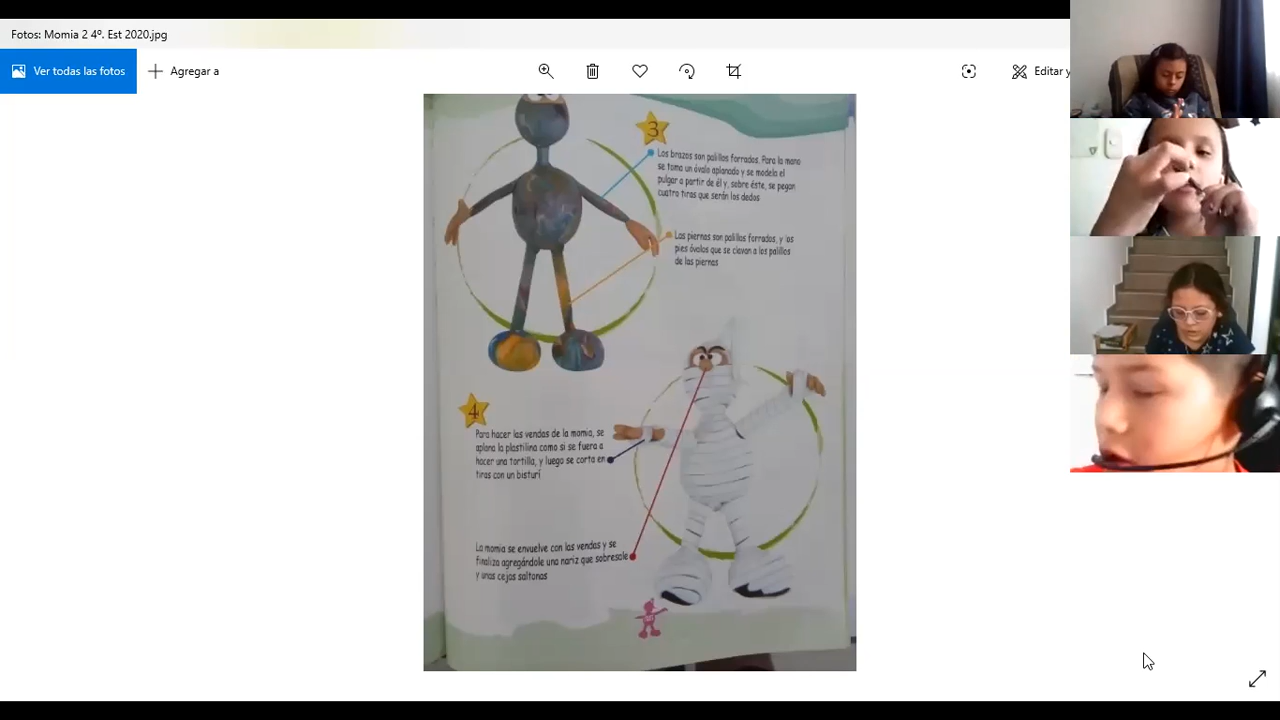 Fotos: Momia 2 4º. Est 2020.jpg
Ver todas las fotos
Agregar a
Editar y
3
Los brazos son palillos forrados. Para la mano
se toma un óvalo aplanado y se modela el
pulgar a partir de él y, sobre éste, se pegan
cuatro tiras que serán los dedos
Las piernas son palillos forrados, y los
pies óvalos que se clavan a los palillos
de las piernas
4
Para hacer las vendas de la momia, se
aplana la plastilina como si se fuera a
hacer una tortilla, y luego se corta en
tiras con un bisturí
La momia se envuelve con las vendas y se
finaliza agregándole una nariz que sobresale
y unas cejas saltonas